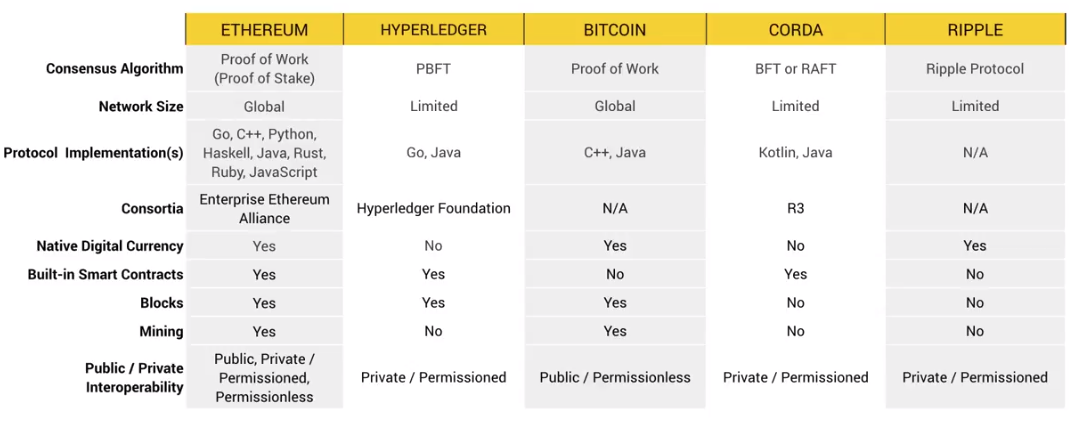 ETHEREUM HYPERLEDGER BITCOIN CORDA RIPPLE
Consensus Algorithm Proof of Work (Proof of Stake) PBFT Proof of Work BFT or RAFT Ripple Protocol
Network Size Global Limited Global Limited Limited
Protocol Implementation(s) Go, C++, Python, Haskell, Java, Rust, Ruby, JavaScript Go, Java C++, Java Kotlin, Java N/A
Consortia Enterprise Ethereum Alliance Hyperledger Foundation N/A R3 N/A
Native Digital Currency Yes No Yes No Yes
Built-in Smart Contracts Yes Yes No Yes No
Blocks Yes Yes Yes No No
Mining Yes No Yes No No
Public / Private Interoperability Public, Private / Permissioned, Permissionless Private / Permissioned Public / Permissionless Private / Permissioned Private / Permissioned